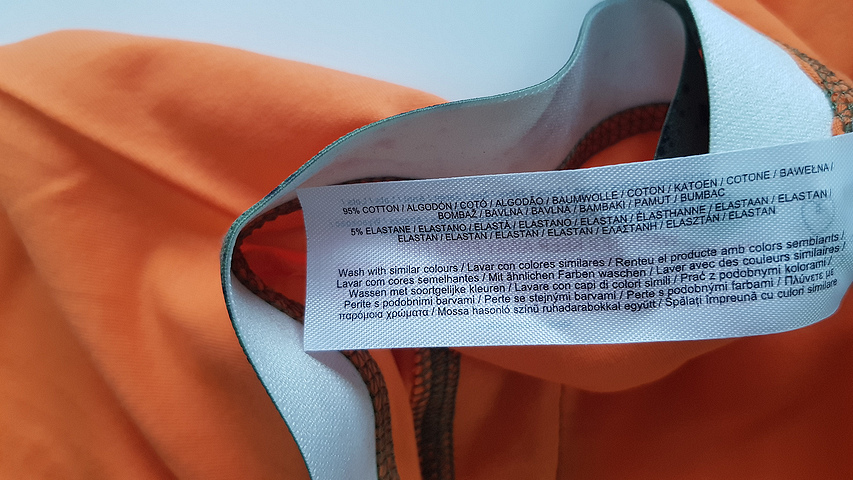 95% COTTON / ALGODÓN / COTÓ / ALGODÃO / BAUMWOLLE / COTON / KATOEN / COTONE / BAWEŁNA /
BOMBAŽ / BAVLNA / BAVLNA / BAMBAKI / PAMUT / BUMBAC
5% ELASTANE / ELASTANO / ELASTÀ / ELASTANO / ELASTAN / ÉLASTHANNE / ELASTAAN / ELASTAN /
ELASTAN / ELASTAN / ELASTAN / ELASTAN / ΕΛΑΣΤΑΝΗ / ELASZTÁN / ELASTAN
Wash with similar colours / Lavar con colores similares / Renteu el producte amb colors semblants /
Lavar com cores semelhantes / Mit ähnlichen Farben waschen / Laver avec des couleurs similaires /
Wassen met soortgelijke kleuren / Lavare con capi di colori simili / Prać z podobnymi kolorami /
Perite s podobnimi barvami / Perte se stejnými barvami / Perte s podobnými farbami / Πλύνετε με
παρόμοια χρώματα / Mossa hasonló színű ruhadarabokkal együtt / Spălați împreună cu culori similare